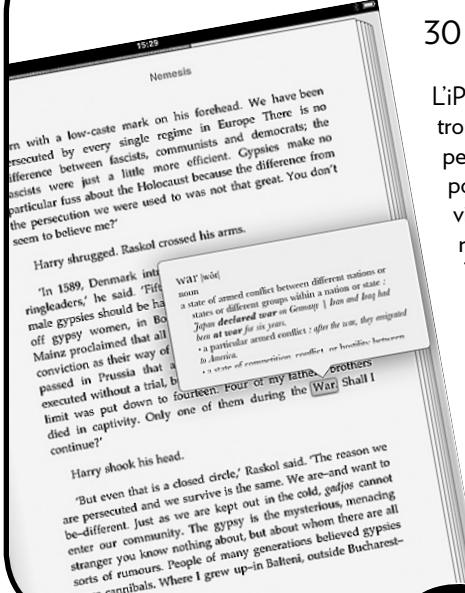 15:29
Nemesis
with a low-caste mark on his forehead. We have been
every single regime in Europe There is no
difference between fascists, communists and democrats; the
fascists were just a little more efficient. Gypsies make no
particular fuss about the Holocaust because the difference from
the persecution we were used to was not that great. You don't
seem to believe me?'
Harry shrugged. Raskol crossed his arms.
'In 1589, Denmark
ringleaders,' he said.
male gypsies should be
off gypsy women, in
Mainz proclaimed that all
conviction as their way of
passed in Prussia that
executed without a trial,
limit was put down to fourteen. Four of my father brothers
died in captivity. Only one of them during the War. Shall I
continue?'
war |wôr|
noun
a state of armed conflict between different nations or
states or different groups within a nation or state :
Japan declared war on Germany | Iran and Iraq had
been at war for six years.
• a particular armed conflict : after the war, they emigrated
to America.
• a state of competition, conflict, or hostility between
Harry shook his head.
'But even that is a closed circle,' Raskol said. 'The reason we
are persecuted and we survive is the same. We are–and want to
be–different. Just as we are kept out in the cold, gadjos cannot
enter our community. The gypsy is the mysterious, menacing
stranger you know nothing about, but about whom there are all
sorts of rumours. People of many generations believed gypsies
cannibals. Where I grew up–in Balteni, outside Bucharest–
30
L'iP
tro
pe
po
v